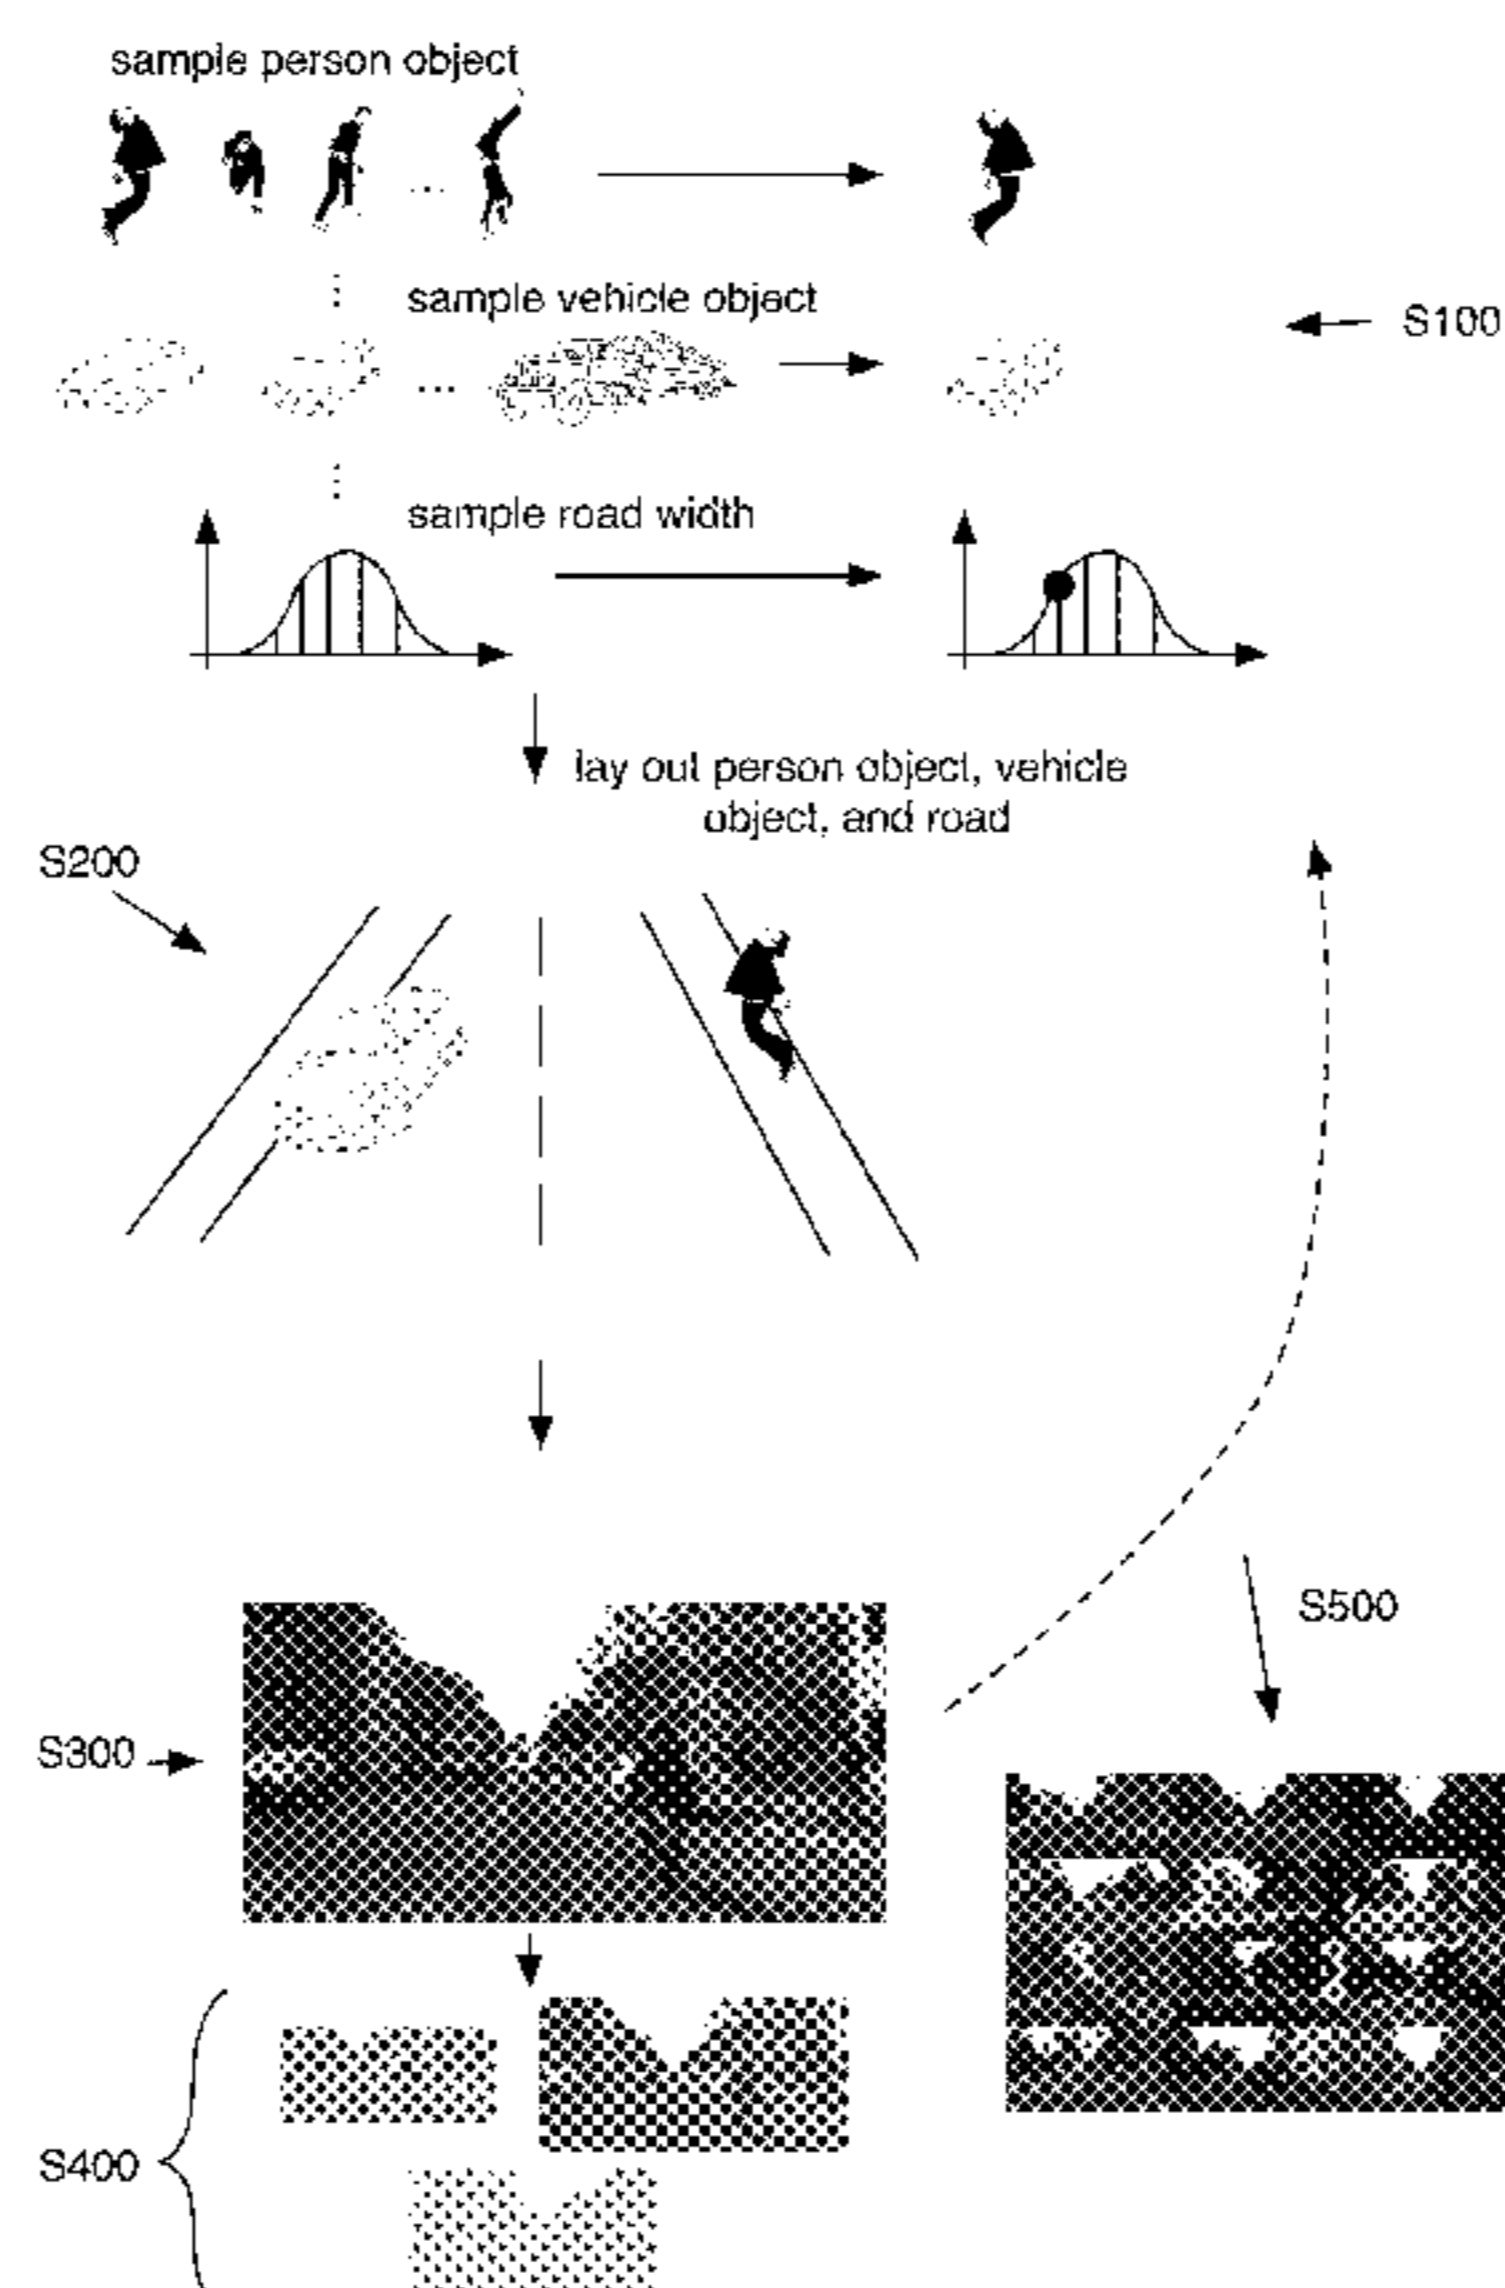 sample person object
sample vehicle object
S100
sample road width
lay out person object, vehicle
object, and road
S200
S500
S300
S400